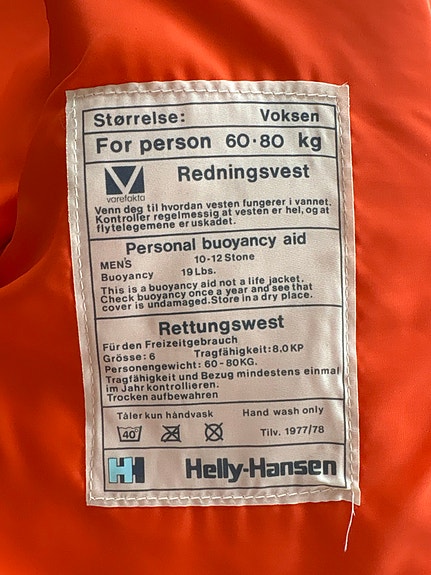 Størrelse: Voksen
For person 60-80 kg
varefakta
Redningsvest
Venn deg til hvordan vesten fungerer i vannet.
Kontroller regelmessig at vesten er hel, og at
flytelegemene er uskadet.
Personal buoyancy aid
MEN'S 10-12 Stone
Buoyancy 19 Lbs.
This is a buoyancy aid not a life jacket.
Check buoyancy once a year and see that
cover is undamaged. Store in a dry place.
Rettungswest
Für den Freizeitgebrauch
Grösse: 6 Tragfähigkeit: 8,0 KP
Personengewicht: 60-80KG.
Tragfähigkeit und Bezug mindestens einmal
im Jahr kontrollieren.
Trocken aufbewahren
Tåler kun håndvask Hand wash only
40° Tilv. 1977/78
HH Helly-Hansen